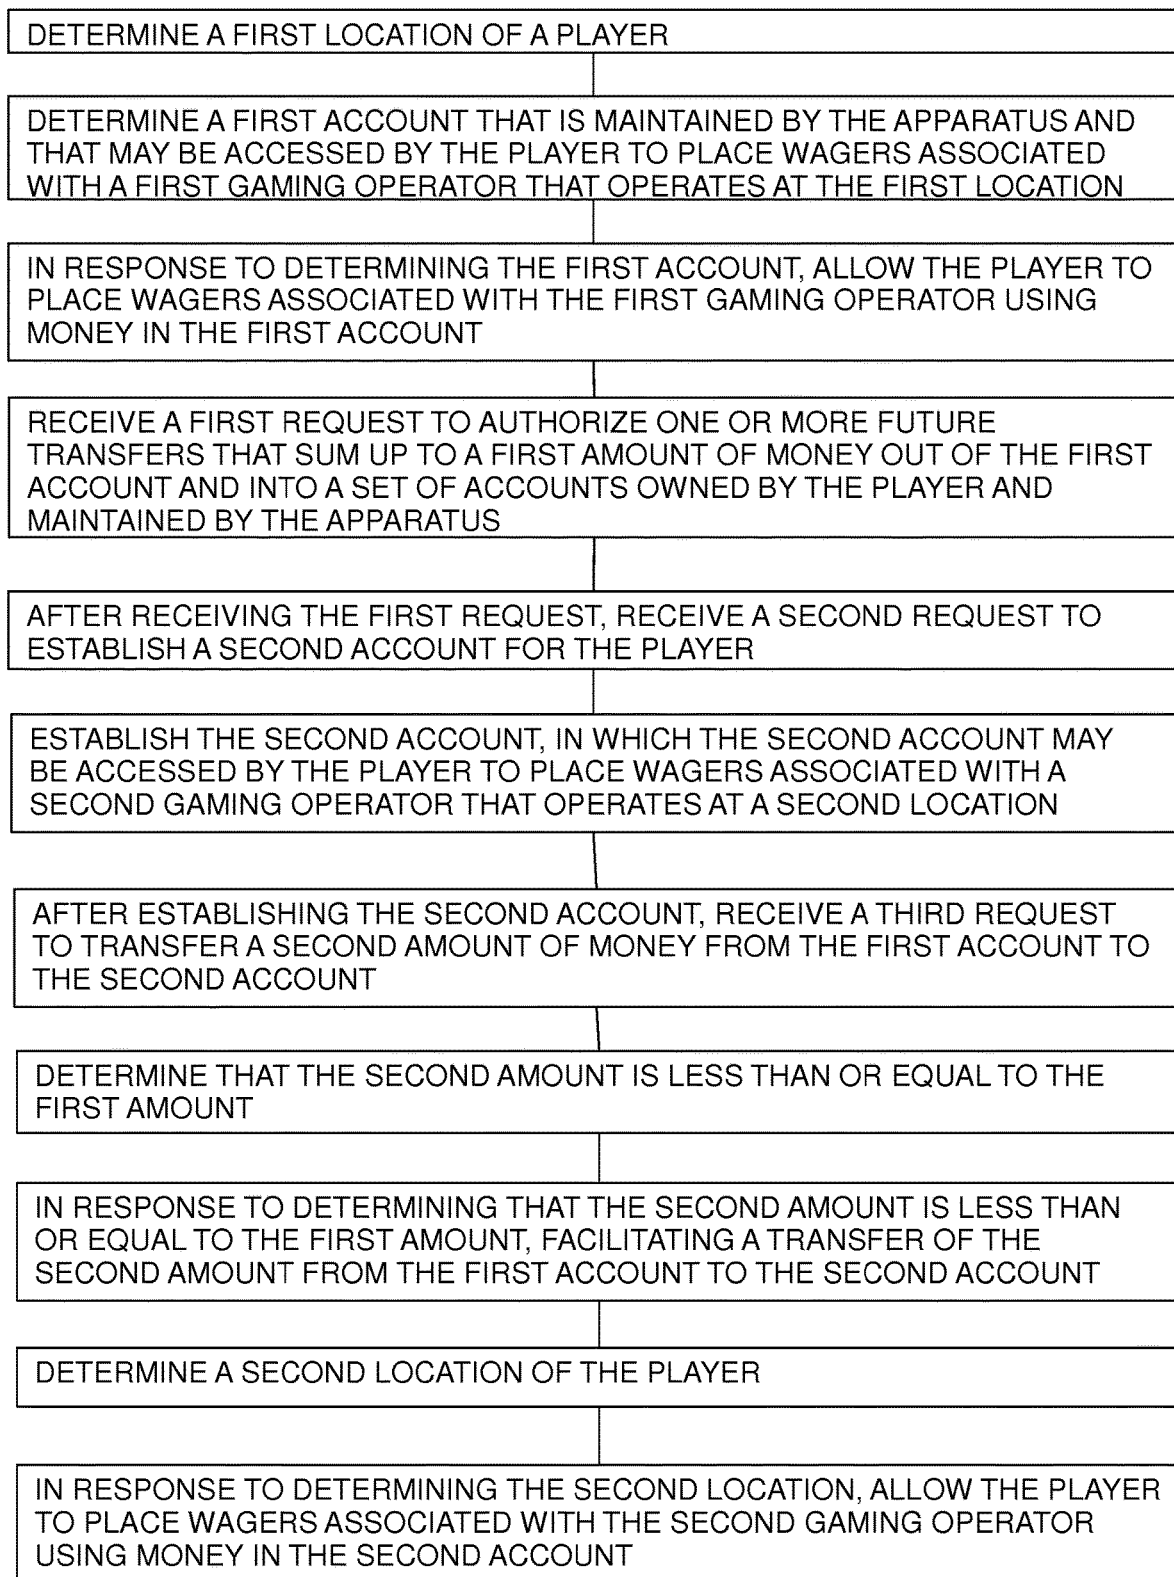 DETERMINE A FIRST LOCATION OF A PLAYER
DETERMINE A FIRST ACCOUNT THAT IS MAINTAINED BY THE APPARATUS AND
THAT MAY BE ACCESSED BY THE PLAYER TO PLACE WAGERS ASSOCIATED
WITH A FIRST GAMING OPERATOR THAT OPERATES AT THE FIRST LOCATION
IN RESPONSE TO DETERMINING THE FIRST ACCOUNT, ALLOW THE PLAYER TO
PLACE WAGERS ASSOCIATED WITH THE FIRST GAMING OPERATOR USING
MONEY IN THE FIRST ACCOUNT
RECEIVE A FIRST REQUEST TO AUTHORIZE ONE OR MORE FUTURE
TRANSFERS THAT SUM UP TO A FIRST AMOUNT OF MONEY OUT OF THE FIRST
ACCOUNT AND INTO A SET OF ACCOUNTS OWNED BY THE PLAYER AND
MAINTAINED BY THE APPARATUS
AFTER RECEIVING THE FIRST REQUEST, RECEIVE A SECOND REQUEST TO
ESTABLISH A SECOND ACCOUNT FOR THE PLAYER
ESTABLISH THE SECOND ACCOUNT, IN WHICH THE SECOND ACCOUNT MAY
BE ACCESSED BY THE PLAYER TO PLACE WAGERS ASSOCIATED WITH A
SECOND GAMING OPERATOR THAT OPERATES AT A SECOND LOCATION
AFTER ESTABLISHING THE SECOND ACCOUNT, RECEIVE A THIRD REQUEST
TO TRANSFER A SECOND AMOUNT OF MONEY FROM THE FIRST ACCOUNT TO
THE SECOND ACCOUNT
DETERMINE THAT THE SECOND AMOUNT IS LESS THAN OR EQUAL TO THE
FIRST AMOUNT
IN RESPONSE TO DETERMINING THAT THE SECOND AMOUNT IS LESS THAN
OR EQUAL TO THE FIRST AMOUNT, FACILITATING A TRANSFER OF THE
SECOND AMOUNT FROM THE FIRST ACCOUNT TO THE SECOND ACCOUNT
DETERMINE A SECOND LOCATION OF THE PLAYER
IN RESPONSE TO DETERMINING THE SECOND LOCATION, ALLOW THE PLAYER
TO PLACE WAGERS ASSOCIATED WITH THE SECOND GAMING OPERATOR
USING MONEY IN THE SECOND ACCOUNT